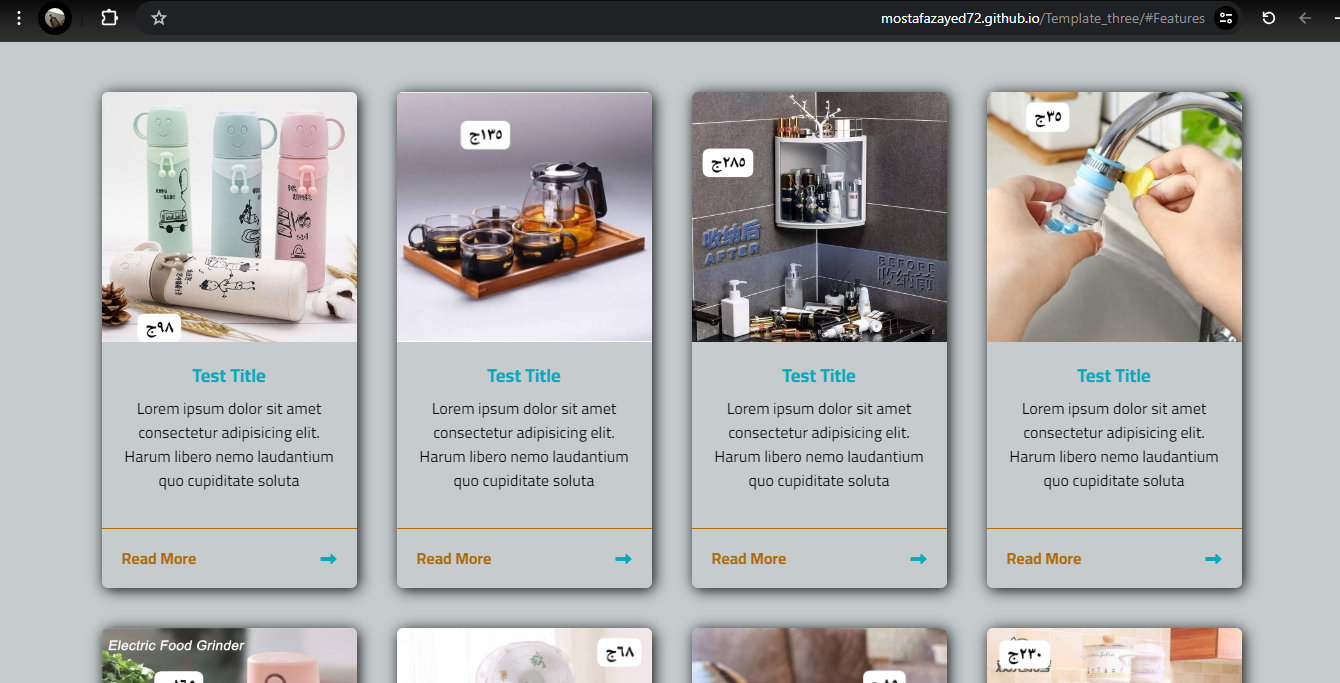 mostafazayed72.github.io/Template_three/#Features
٩٨ج
١٣٥ج
٢٨٥ج
收纳后
AFTER
BEFORE
收纳前
٣٥ج
Test Title
Lorem ipsum dolor sit amet
consectetur adipisicing elit.
Harum libero nemo laudantium
quo cupiditate soluta
Read More
Test Title
Lorem ipsum dolor sit amet
consectetur adipisicing elit.
Harum libero nemo laudantium
quo cupiditate soluta
Read More
Test Title
Lorem ipsum dolor sit amet
consectetur adipisicing elit.
Harum libero nemo laudantium
quo cupiditate soluta
Read More
Test Title
Lorem ipsum dolor sit amet
consectetur adipisicing elit.
Harum libero nemo laudantium
quo cupiditate soluta
Read More
Electric Food Grinder
٦٨ج
٢٣٠ج